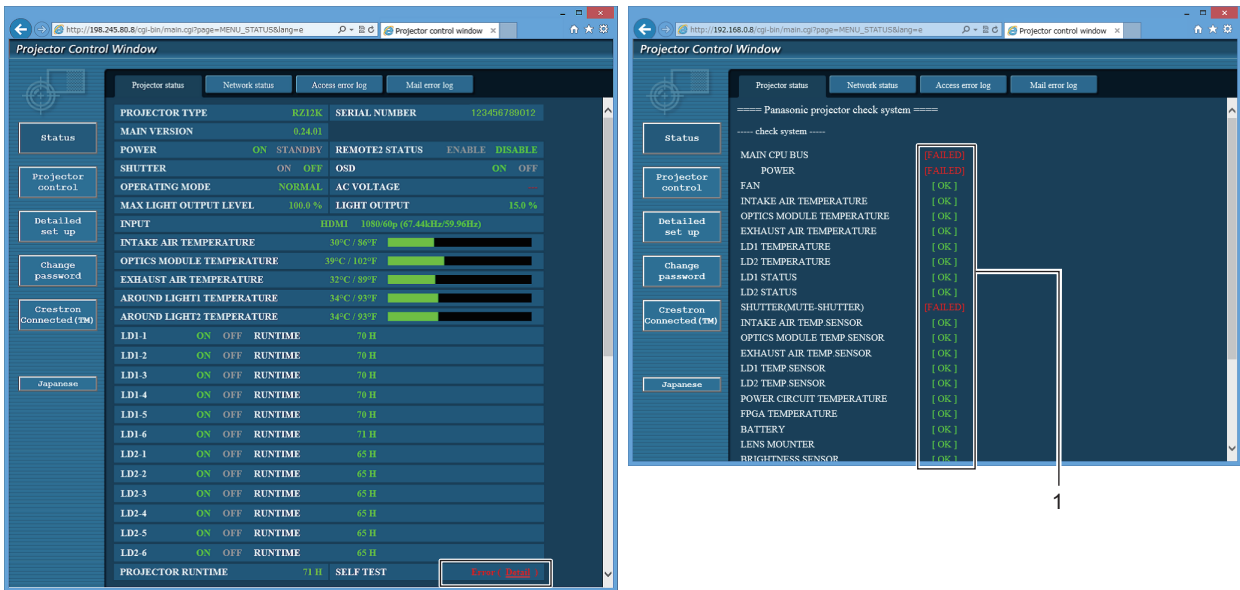 http://198.245.80.8/cgi-bin/main.cgi?page=MENU_STATUS&lang=e
Projector control window
Projector Control Window
Projector status Network status Access error log Mail error log
Status
Projector control
Detailed set up
Change password
Crestron Connected(TM)
Japanese
PROJECTOR TYPE RZ12K SERIAL NUMBER 123456789012
MAIN VERSION 0.24.01
POWER ON STANDBY REMOTE2 STATUS ENABLE DISABLE
SHUTTER ON OFF OSD ON OFF
OPERATING MODE NORMAL AC VOLTAGE
MAX LIGHT OUTPUT LEVEL 100.0 % LIGHT OUTPUT 15.0 %
INPUT HDMI 1080/60p (67.44kHz/59.96Hz)
INTAKE AIR TEMPERATURE 30°C / 86°F
OPTICS MODULE TEMPERATURE 39°C / 102°F
EXHAUST AIR TEMPERATURE 32°C / 89°F
AROUND LIGHT1 TEMPERATURE 34°C / 93°F
AROUND LIGHT2 TEMPERATURE 34°C / 93°F
LD1-1 ON OFF RUNTIME 70 H
LD1-2 ON OFF RUNTIME 70 H
LD1-3 ON OFF RUNTIME 70 H
LD1-4 ON OFF RUNTIME 70 H
LD1-5 ON OFF RUNTIME 70 H
LD1-6 ON OFF RUNTIME 71 H
LD2-1 ON OFF RUNTIME 65 H
LD2-2 ON OFF RUNTIME 65 H
LD2-3 ON OFF RUNTIME 65 H
LD2-4 ON OFF RUNTIME 65 H
LD2-5 ON OFF RUNTIME 65 H
LD2-6 ON OFF RUNTIME 65 H
PROJECTOR RUNTIME 71 H SELF TEST Error [ Detail ]
http://192.168.0.8/cgi-bin/main.cgi?page=MENU_STATUS&lang=e
Projector control window
Projector Control Window
Projector status Network status Access error log Mail error log
Status
Projector control
Detailed set up
Change password
Crestron Connected(TM)
Japanese
==== Panasonic projector check system ====
----- check system -----
MAIN CPU BUS [FAILED]
POWER [FAILED]
FAN [ OK ]
INTAKE AIR TEMPERATURE [ OK ]
OPTICS MODULE TEMPERATURE [ OK ]
EXHAUST AIR TEMPERATURE [ OK ]
LD1 TEMPERATURE [ OK ]
LD2 TEMPERATURE [ OK ]
LD1 STATUS [ OK ]
LD2 STATUS [ OK ]
SHUTTER(MUTE-SHUTTER) [FAILED]
INTAKE AIR TEMP.SENSOR [ OK ]
OPTICS MODULE TEMP.SENSOR [ OK ]
EXHAUST AIR TEMP.SENSOR [ OK ]
LD1 TEMP.SENSOR [ OK ]
LD2 TEMP.SENSOR [ OK ]
POWER CIRCUIT TEMPERATURE [ OK ]
FPGA TEMPERATURE [ OK ]
BATTERY [ OK ]
LENS MOUNTER [ OK ]
BRIGHTNESS SENSOR [ OK ]
1